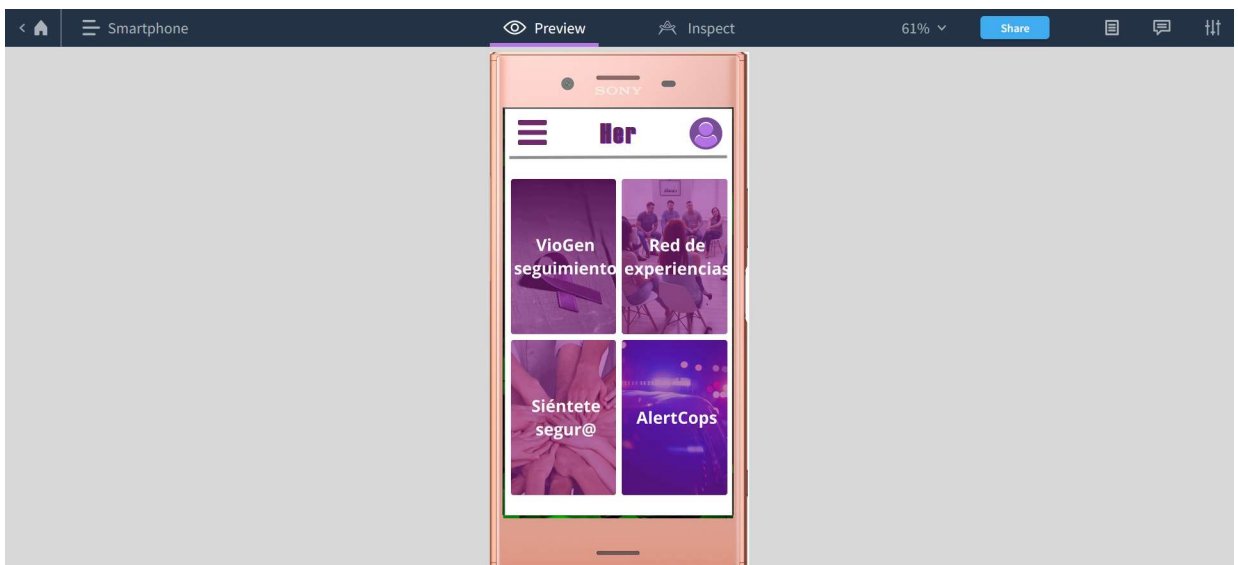 Smartphone
Preview
Inspect
61%
Share
SONY
Her
VioGen
seguimiento
Red de
experiencias
Siéntete
segur@
AlertCops